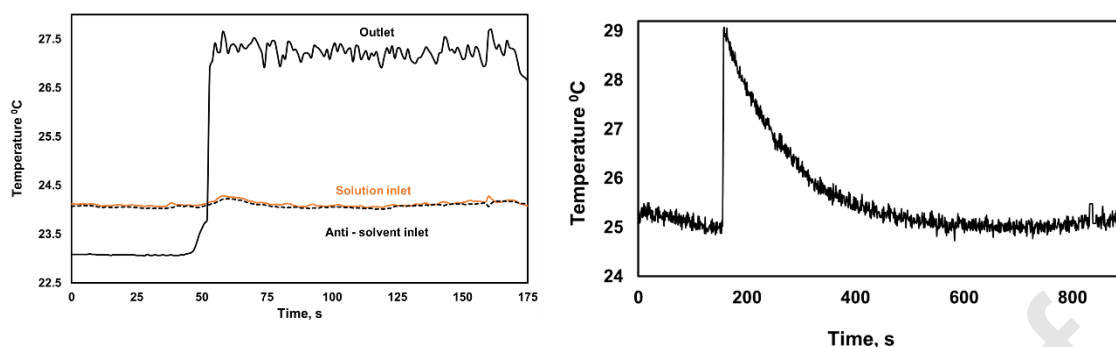 27.5
26.5
25.5
24.5
23.5
22.5
Temperature ⁰C
Outlet
Solution inlet
Anti - solvent inlet
0 25 50 75 100 125 150 175
Time, s
29
28
27
26
25
24
Temperature ⁰C
0 200 400 600 800
Time, s
f